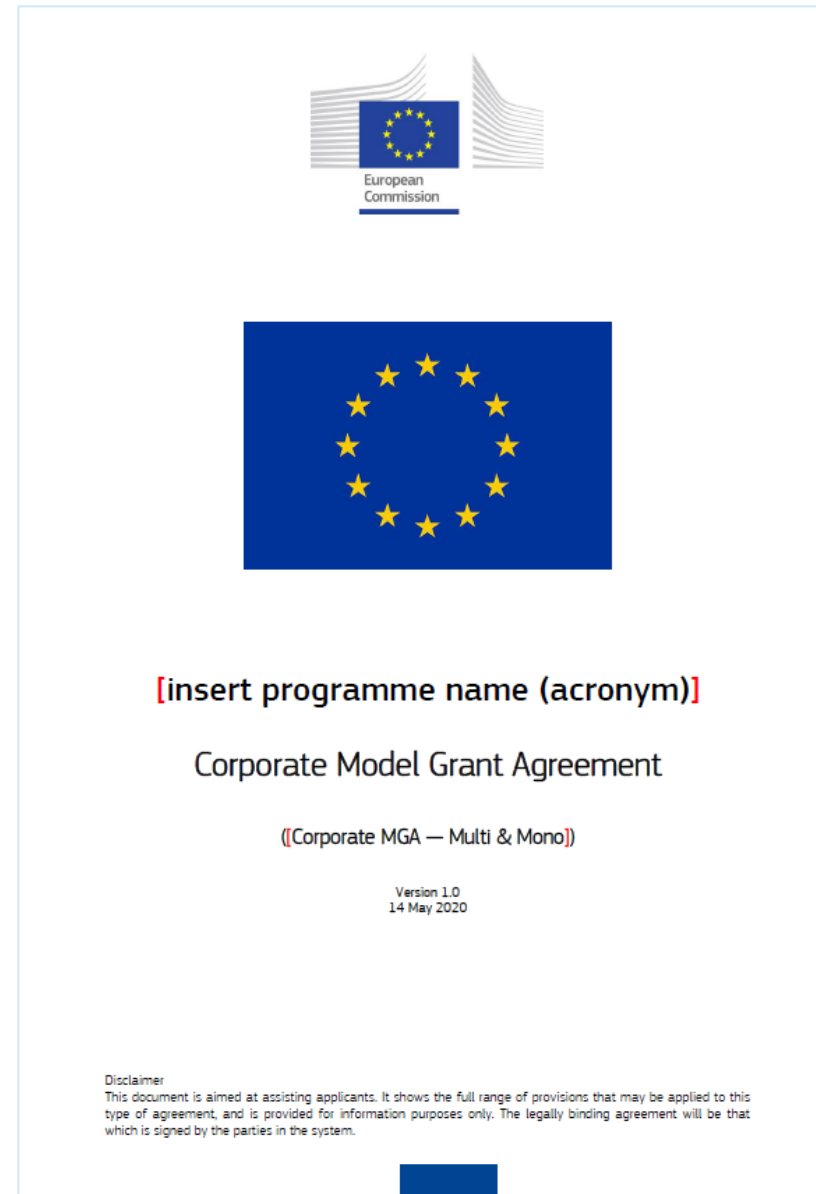 European
Commission
[insert programme name (acronym)]
Corporate Model Grant Agreement
([Corporate MGA — Multi & Mono])
Version 1.0
14 May 2020
Disclaimer
This document is aimed at assisting applicants. It shows the full range of provisions that may be applied to this
type of agreement, and is provided for information purposes only. The legally binding agreement will be that
which is signed by the parties in the system.